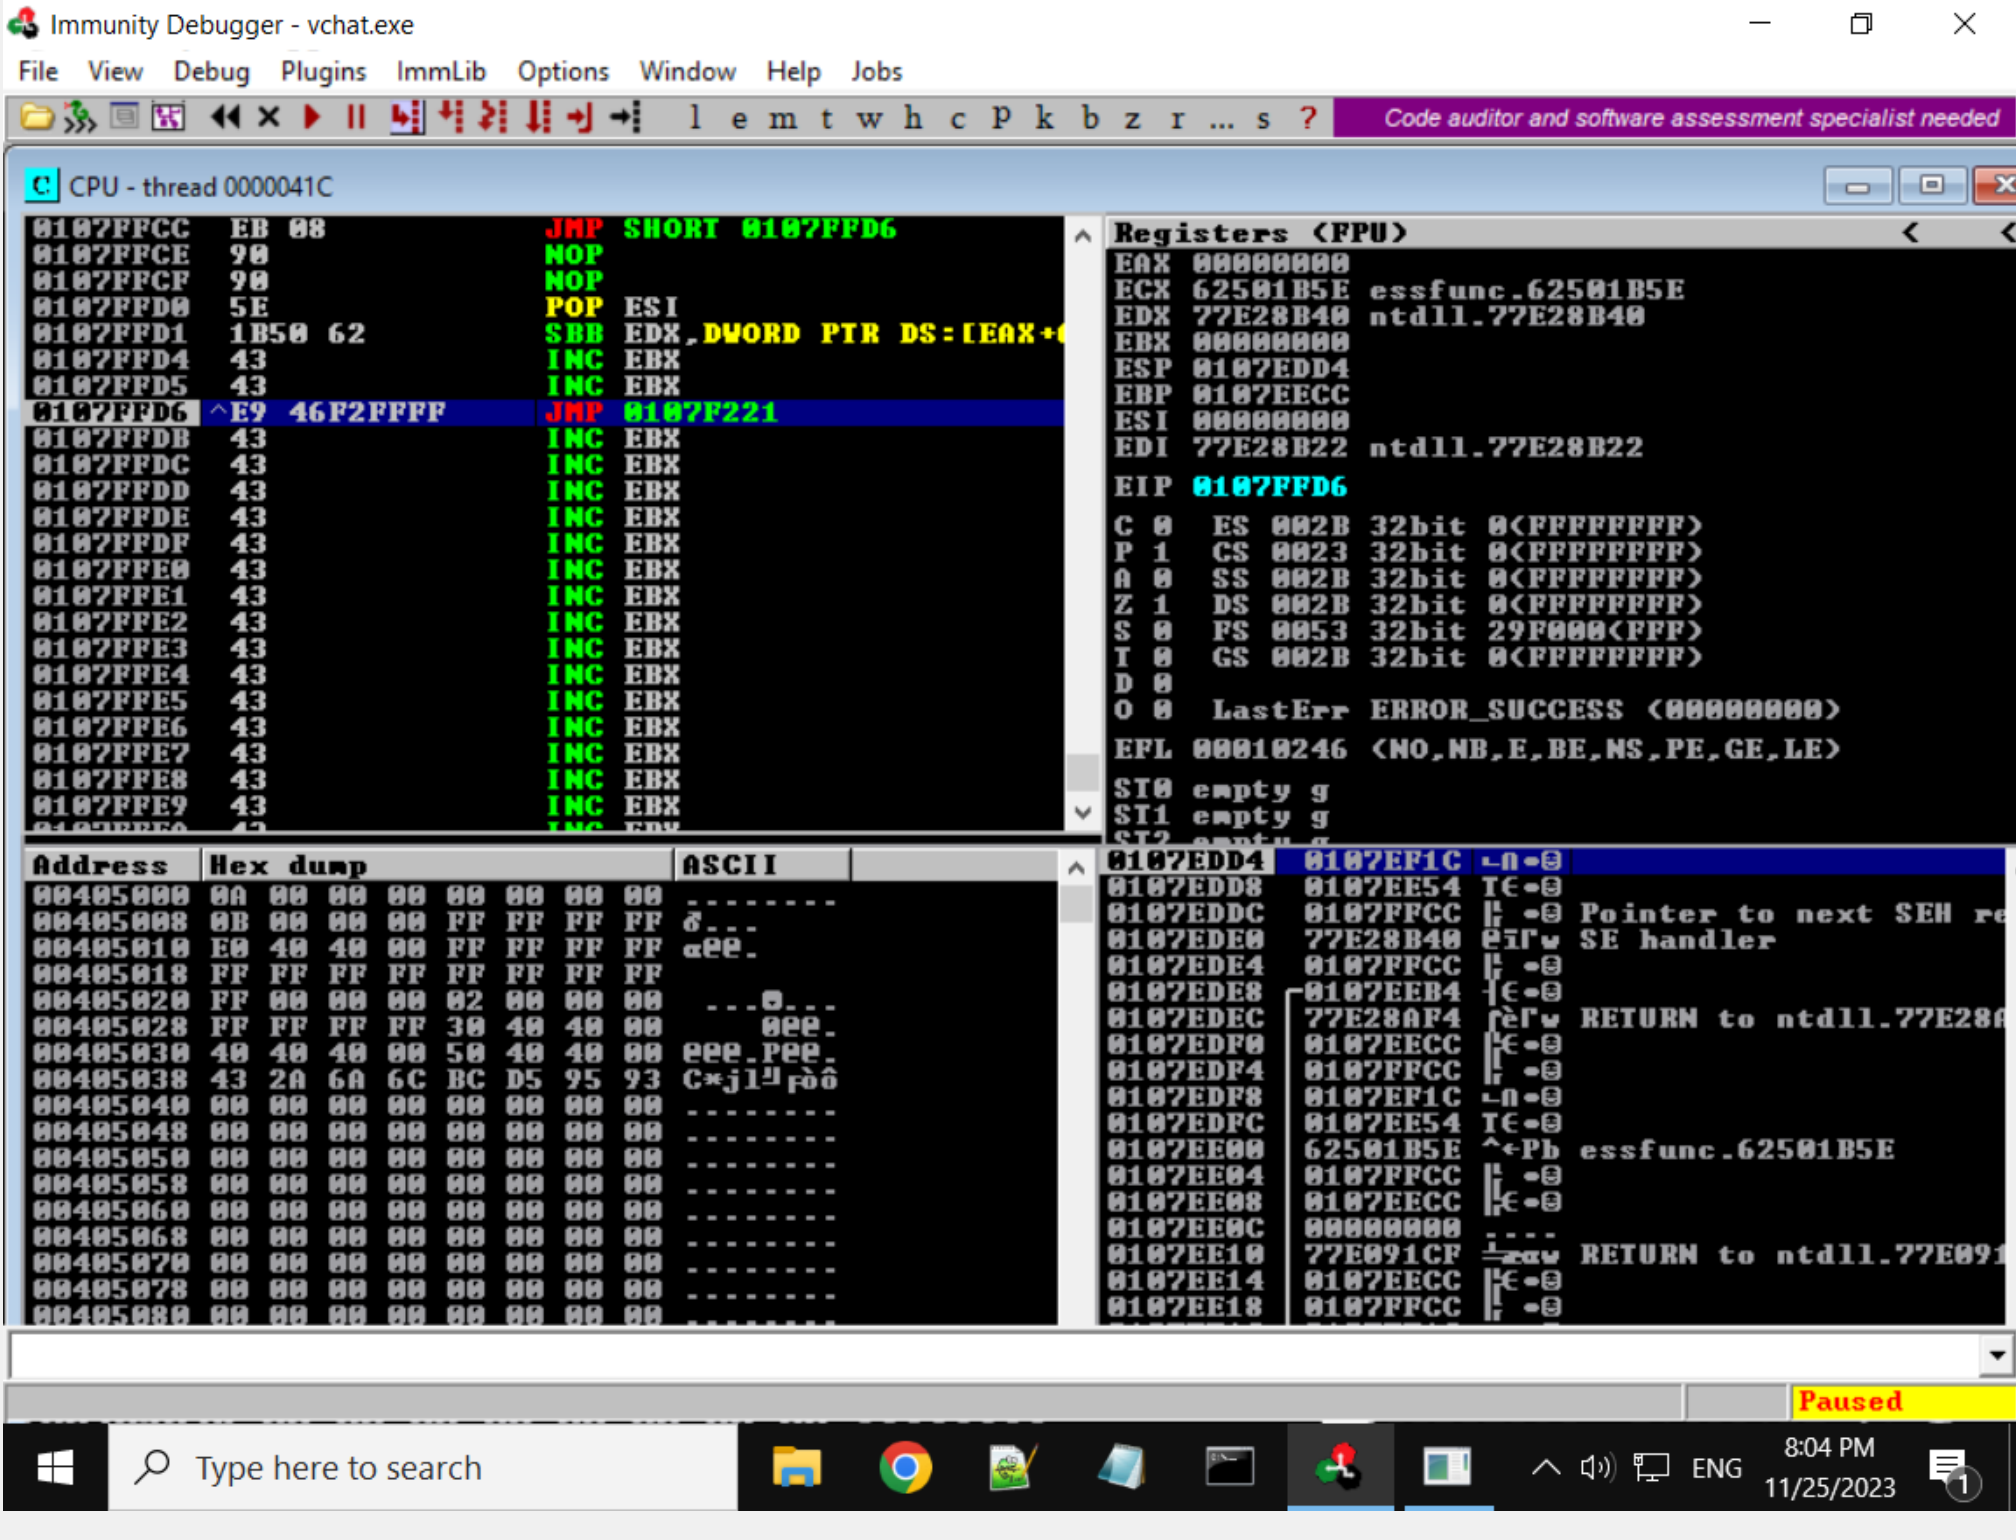 Immunity Debugger - vchat.exe
File View Debug Plugins ImmLib Options Window Help Jobs
l e m t w h c P k b z r ... s ? Code auditor and software assessment specialist needed
C CPU - thread 0000041C
0107FFCC EB 08 JMP SHORT 0107FFD6
0107FFCE 90 NOP
0107FFCF 90 NOP
0107FFD0 5E POP ESI
0107FFD1 1B50 62 SBB EDX,DWORD PTR DS:[EAX+
0107FFD4 43 INC EBX
0107FFD5 43 INC EBX
0107FFD6 ^E9 46F2FFFF JMP 0107F221
0107FFDB 43 INC EBX
0107FFDC 43 INC EBX
0107FFDD 43 INC EBX
0107FFDE 43 INC EBX
0107FFDF 43 INC EBX
0107FFE0 43 INC EBX
0107FFE1 43 INC EBX
0107FFE2 43 INC EBX
0107FFE3 43 INC EBX
0107FFE4 43 INC EBX
0107FFE5 43 INC EBX
0107FFE6 43 INC EBX
0107FFE7 43 INC EBX
0107FFE8 43 INC EBX
0107FFE9 43 INC EBX
Registers (FPU) < <
EAX 00000000
ECX 62501B5E essfunc.62501B5E
EDX 77E28B40 ntdll.77E28B40
EBX 00000000
ESP 0107EDD4
EBP 0107EECC
ESI 00000000
EDI 77E28B22 ntdll.77E28B22
EIP 0107FFD6
C 0 ES 002B 32bit 0(FFFFFFFF)
P 1 CS 0023 32bit 0(FFFFFFFF)
A 0 SS 002B 32bit 0(FFFFFFFF)
Z 1 DS 002B 32bit 0(FFFFFFFF)
S 0 FS 0053 32bit 29F000(FFF)
T 0 GS 002B 32bit 0(FFFFFFFF)
D 0
O 0 LastErr ERROR_SUCCESS (00000000)
EFL 00010246 (NO,NB,E,BE,NS,PE,GE,LE)
ST0 empty g
ST1 empty g
ST2 empty g
Address Hex dump ASCII
00405000 0A 00 00 00 00 00 00 00 ........
00405008 0B 00 00 00 FF FF FF FF ♂...
00405010 E0 40 40 00 FF FF FF FF α@@.
00405018 FF FF FF FF FF FF FF FF
00405020 FF 00 00 00 02 00 00 00 ...☻...
00405028 FF FF FF FF 30 40 40 00 0@@.
00405030 40 40 40 00 50 40 40 00 @@@.P@@.
00405038 43 2A 6A 6C BC D5 95 93 C*jl╝╒òô
00405040 00 00 00 00 00 00 00 00 ........
00405048 00 00 00 00 00 00 00 00 ........
00405050 00 00 00 00 00 00 00 00 ........
00405058 00 00 00 00 00 00 00 00 ........
00405060 00 00 00 00 00 00 00 00 ........
00405068 00 00 00 00 00 00 00 00 ........
00405070 00 00 00 00 00 00 00 00 ........
00405078 00 00 00 00 00 00 00 00 ........
00405080 00 00 00 00 00 00 00 00 ........
0107EDD4 0107EF1C
0107EDD8 0107EE54
0107EDDC 0107FFCC Pointer to next SEH re
0107EDE0 77E28B40 SE handler
0107EDE4 0107FFCC
0107EDE8 0107EEB4
0107EDEC 77E28AF4 RETURN to ntdll.77E28A
0107EDF0 0107EECC
0107EDF4 0107FFCC
0107EDF8 0107EF1C
0107EDFC 0107EE54
0107EE00 62501B5E ^←Pb essfunc.62501B5E
0107EE04 0107FFCC
0107EE08 0107EECC
0107EE0C 00000000 ....
0107EE10 77E091CF RETURN to ntdll.77E091
0107EE14 0107EECC
0107EE18 0107FFCC
Paused
Type here to search
ENG
8:04 PM
11/25/2023
1